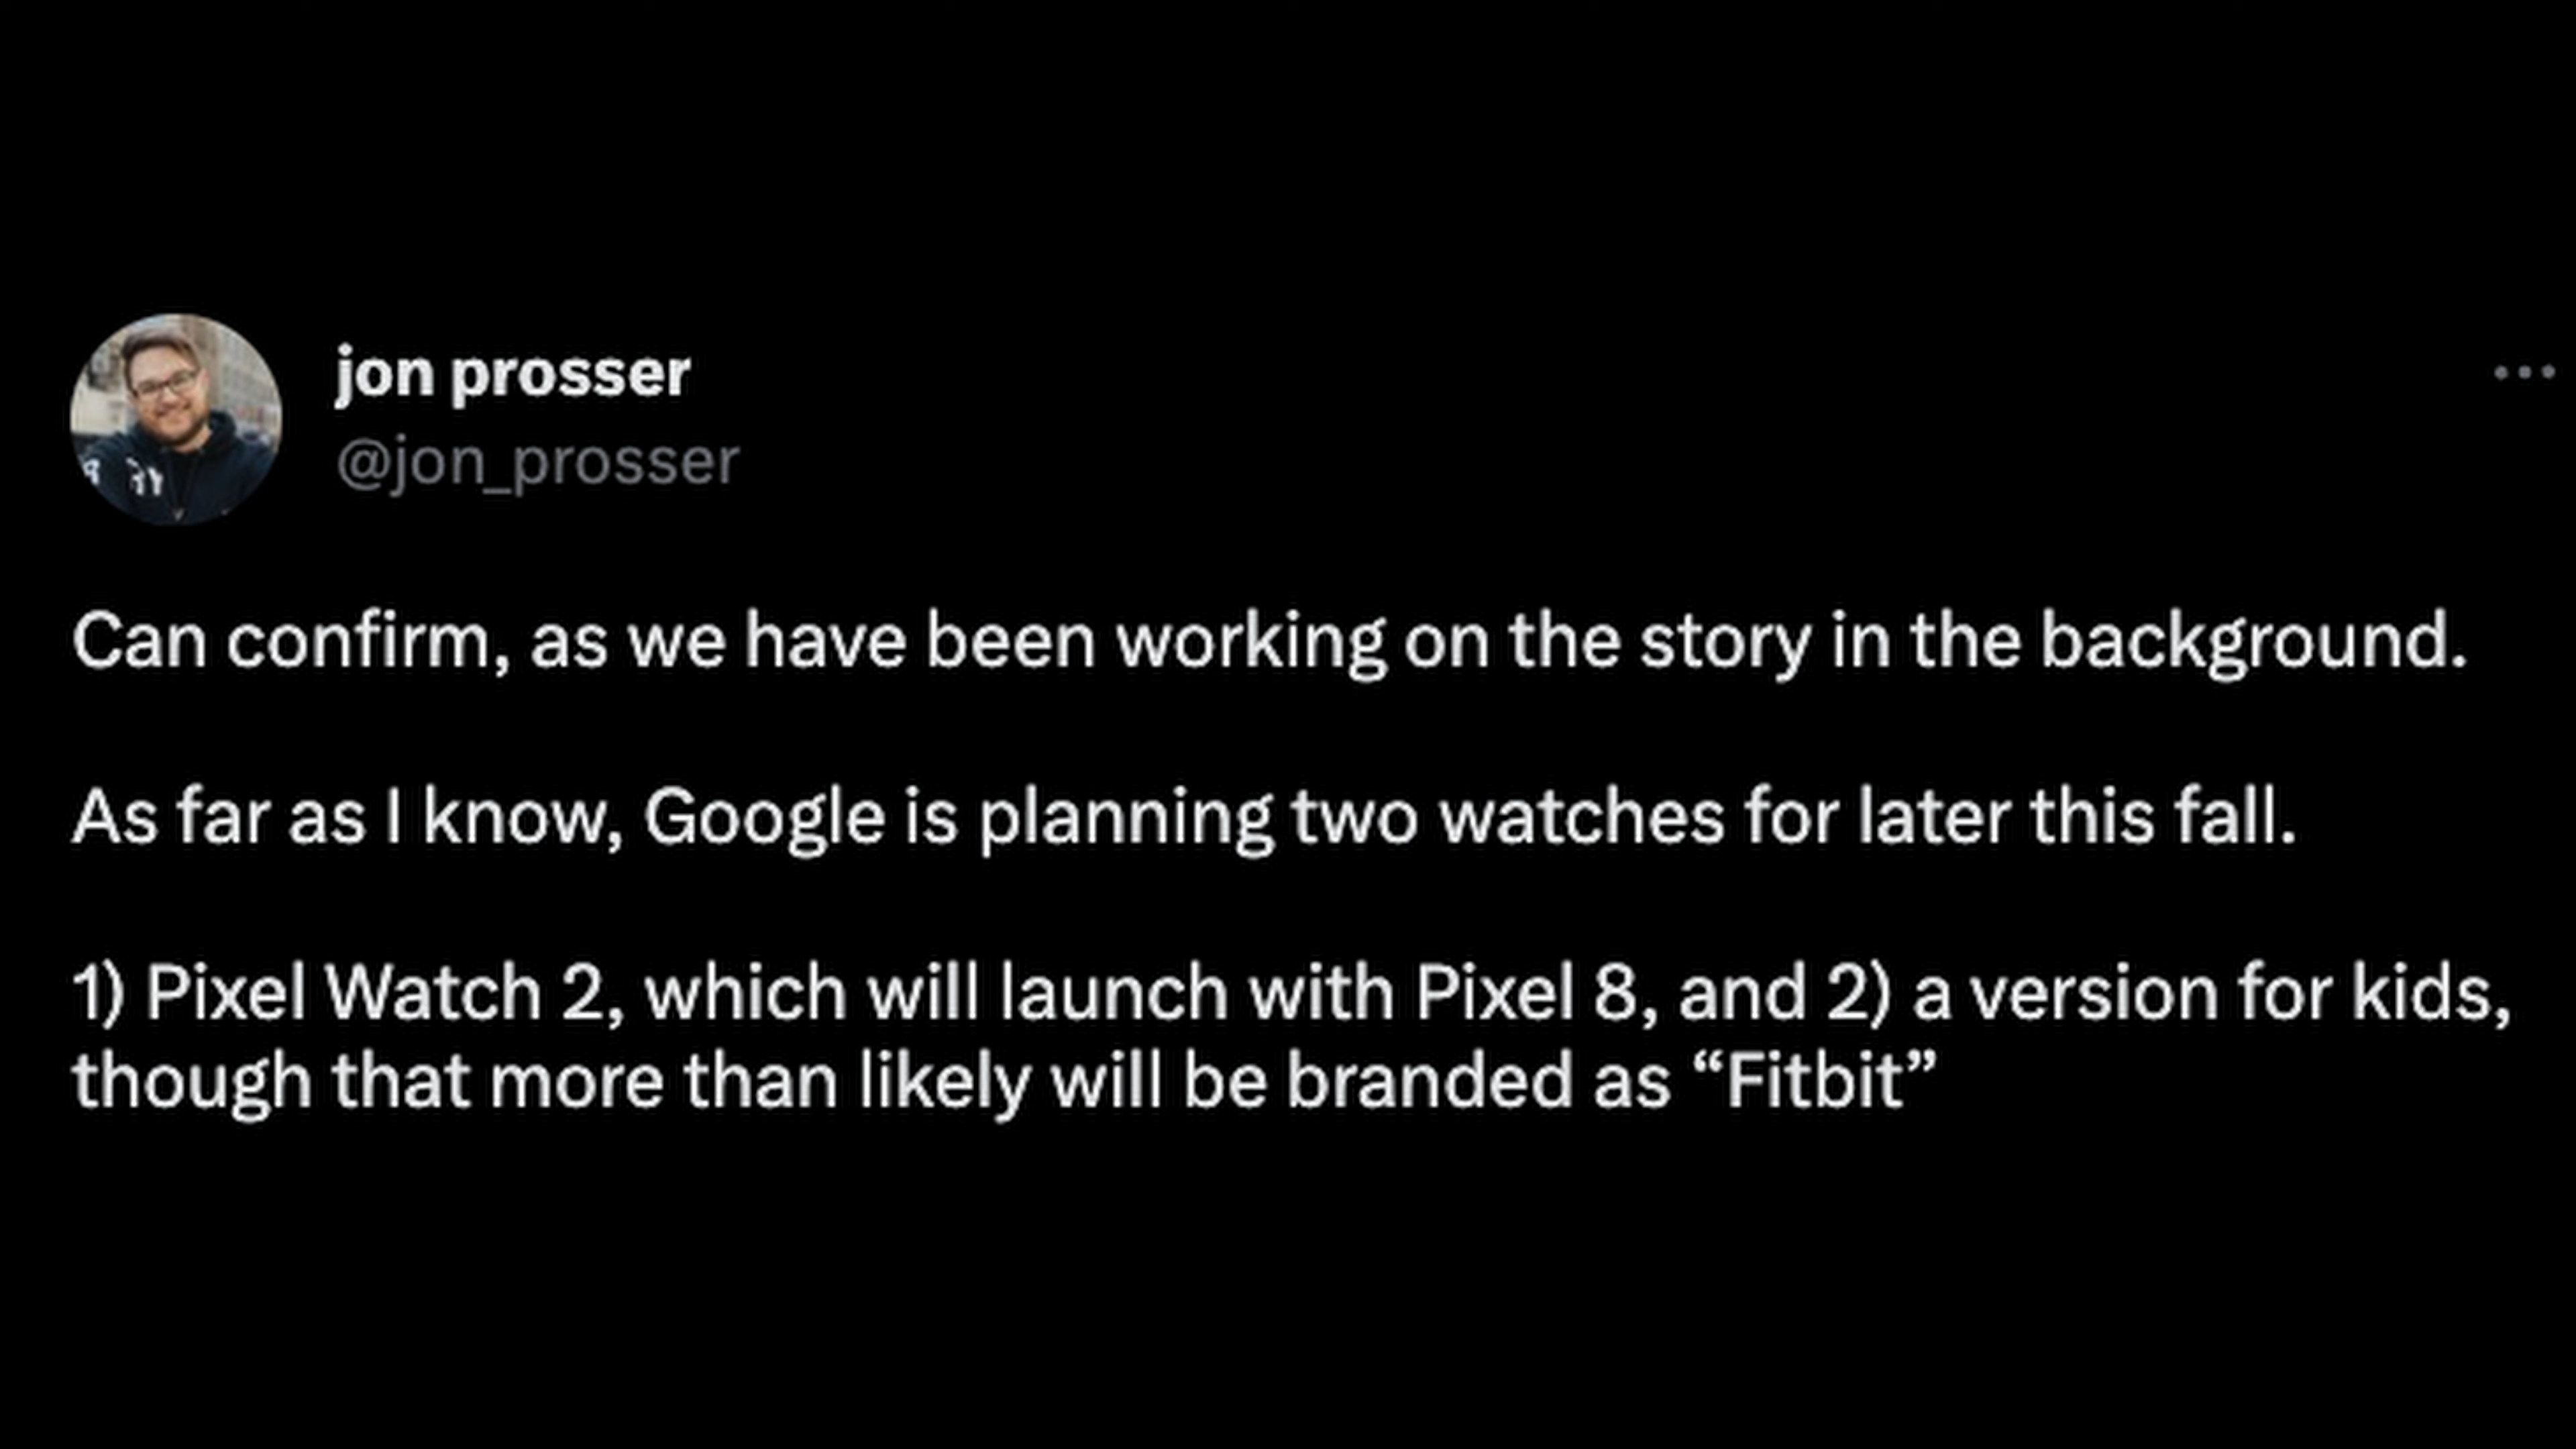 jon prosser
@jon_prosser
Can confirm, as we have been working on the story in the background.
As far as I know, Google is planning two watches for later this fall.
1) Pixel Watch 2, which will launch with Pixel 8, and 2) a version for kids,
though that more than likely will be branded as “Fitbit”